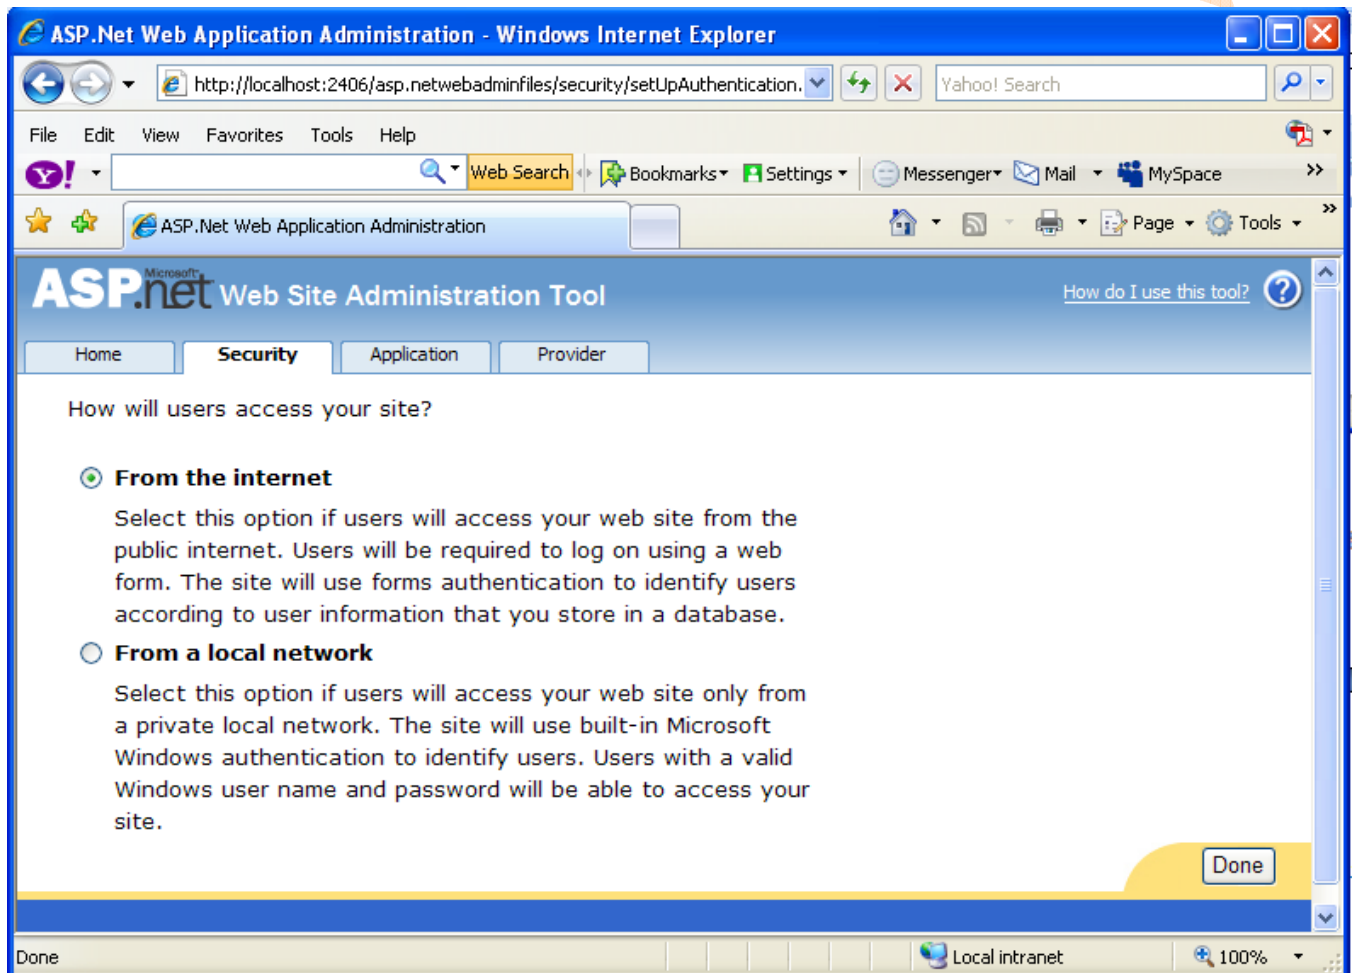 ASP.Net Web Application Administration - Windows Internet Explorer
http://localhost:2406/asp.netwebadminfiles/security/setUpAuthentication.
Yahoo! Search
File Edit View Favorites Tools Help
Y! Web Search Bookmarks Settings Messenger Mail MySpace »
ASP.Net Web Application Administration Page Tools »
Microsoft
ASP.net Web Site Administration Tool How do I use this tool? ?
Home Security Application Provider
How will users access your site?
From the internet
Select this option if users will access your web site from the
public internet. Users will be required to log on using a web
form. The site will use forms authentication to identify users
according to user information that you store in a database.
From a local network
Select this option if users will access your web site only from
a private local network. The site will use built-in Microsoft
Windows authentication to identify users. Users with a valid
Windows user name and password will be able to access your
site.
Done
Done Local intranet 100%